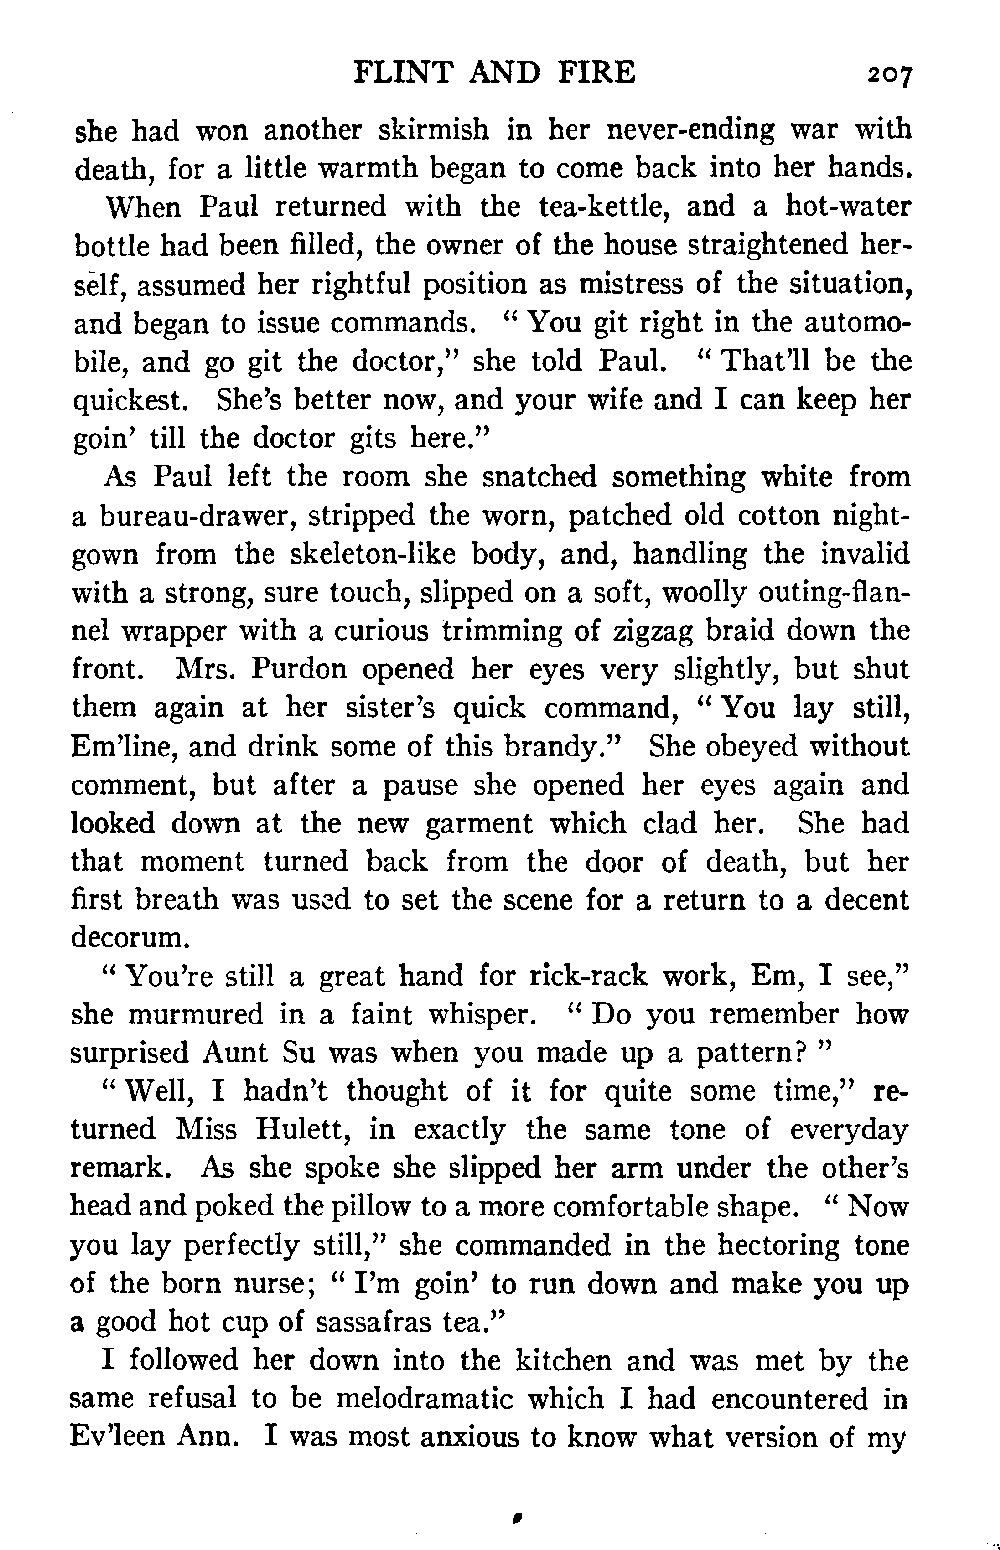 FLINT AND FIRE 207
she had won another skirmish in her never-ending war with
death, for a little warmth began to come back into her hands.
When Paul returned with the tea-kettle, and a hot-water
bottle had been filled, the owner of the house straightened her-
self, assumed her rightful position as mistress of the situation,
and began to issue commands. " You git right in the automo-
bile, and go git the doctor," she told Paul. " That'll be the
quickest. She's better now, and your wife and I can keep her
goin' till the doctor gits here."
As Paul left the room she snatched something white from
a bureau-drawer, stripped the worn, patched old cotton night-
gown from the skeleton-like body, and, handling the invalid
with a strong, sure touch, slipped on a soft, woolly outing-flan-
nel wrapper with a curious trimming of zigzag braid down the
front. Mrs. Purdon opened her eyes very slightly, but shut
them again at her sister's quick command, " You lay still,
Em'line, and drink some of this brandy." She obeyed without
comment, but after a pause she opened her eyes again and
looked down at the new garment which clad her. She had
that moment turned back from the door of death, but her
first breath was used to set the scene for a return to a decent
decorum.
" You're still a great hand for rick-rack work, Em, I see,"
she murmured in a faint whisper. " Do you remember how
surprised Aunt Su was when you made up a pattern? "
" Well, I hadn't thought of it for quite some time," re-
turned Miss Hulett, in exactly the same tone of everyday
remark. As she spoke she slipped her arm under the other's
head and poked the pillow to a more comfortable shape. " Now
you lay perfectly still," she commanded in the hectoring tone
of the born nurse; " I'm goin' to run down and make you up
a good hot cup of sassafras tea."
I followed her down into the kitchen and was met by the
same refusal to be melodramatic which I had encountered in
Ev'leen Ann. I was most anxious to know what version of my